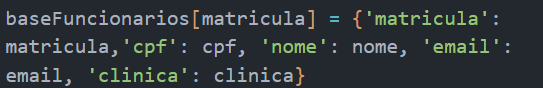 baseFuncionarios[matricula] = {'matricula':
matricula,'cpf': cpf, 'nome': nome, 'email':
email, 'clinica': clinica}